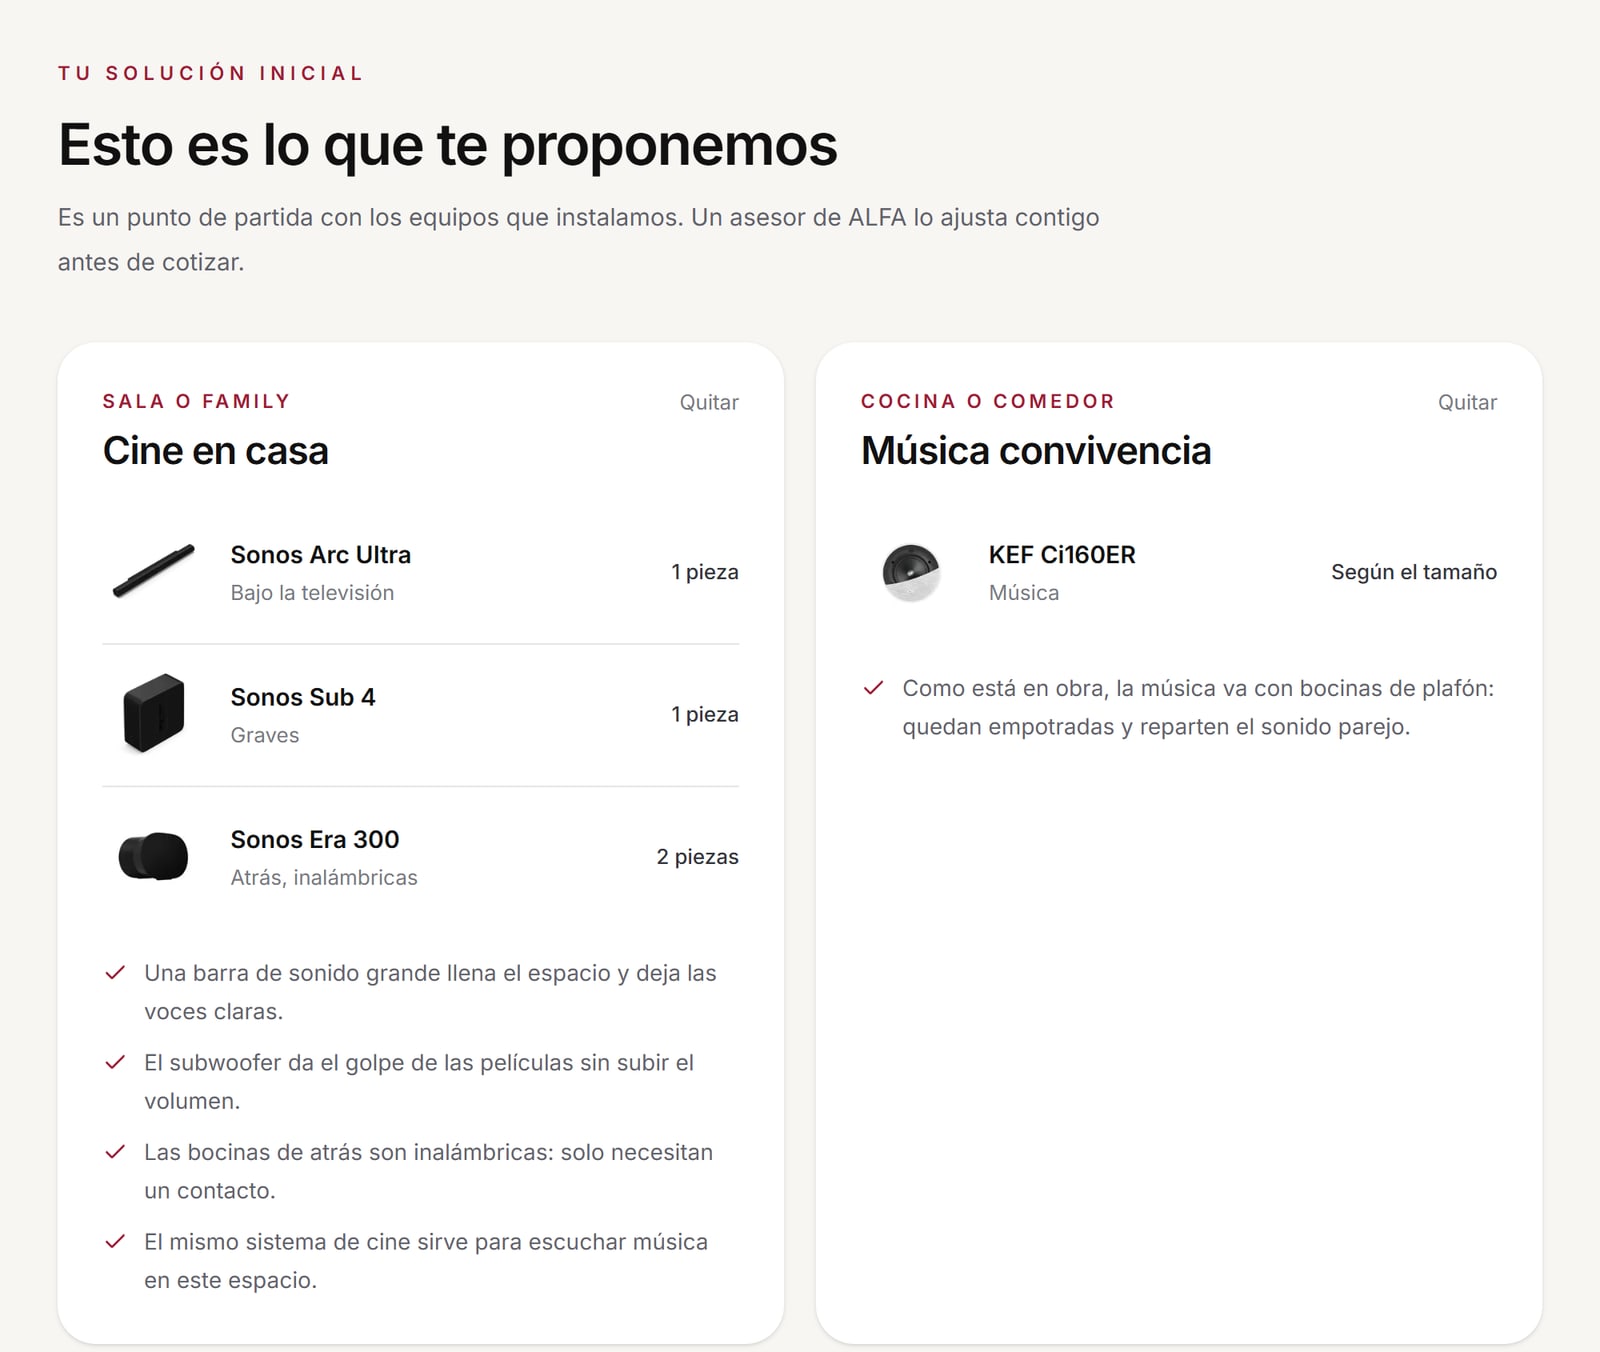 TU SOLUCIÓN INICIAL
Esto es lo que te proponemos
Es un punto de partida con los equipos que instalamos. Un asesor de ALFA lo ajusta contigo
antes de cotizar.
SALA O FAMILY
Quitar
Cine en casa
Sonos Arc Ultra
Bajo la televisión
1 pieza
Sonos Sub 4
Graves
1 pieza
Sonos Era 300
Atrás, inalámbricas
2 piezas
Una barra de sonido grande llena el espacio y deja las
voces claras.
El subwoofer da el golpe de las películas sin subir el
volumen.
Las bocinas de atrás son inalámbricas: solo necesitan
un contacto.
El mismo sistema de cine sirve para escuchar música
en este espacio.
COCINA O COMEDOR
Quitar
Música convivencia
KEF Ci160ER
Música
Según el tamaño
Como está en obra, la música va con bocinas de plafón:
quedan empotradas y reparten el sonido parejo.